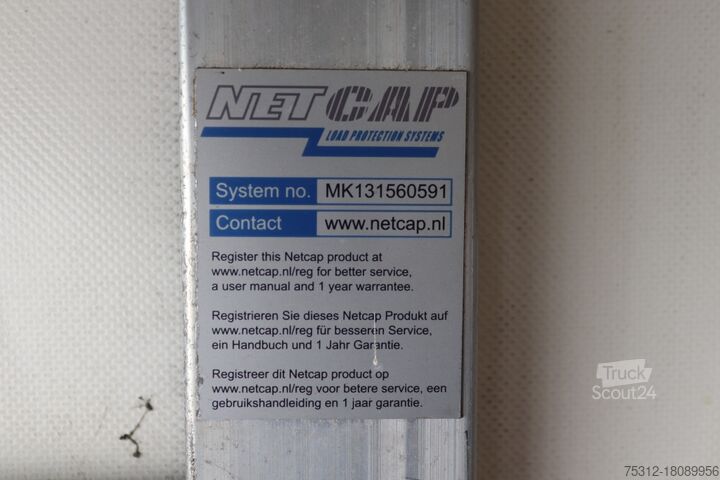 NETCAP
LOAD PROTECTION SYSTEMS
System no. MK131560591
Contact www.netcap.nl
Register this Netcap product at
www.netcap.nl/reg for better service,
a user manual and 1 year warrantee.
Registrieren Sie dieses Netcap Produkt auf
www.netcap.nl/reg für besseren Service,
ein Handbuch und 1 Jahr Garantie.
Registreer dit Netcap product op
www.netcap.nl/reg voor betere service, een
gebruikshandleiding en 1 jaar garantie.
Truck
Scout24
75312-18089956